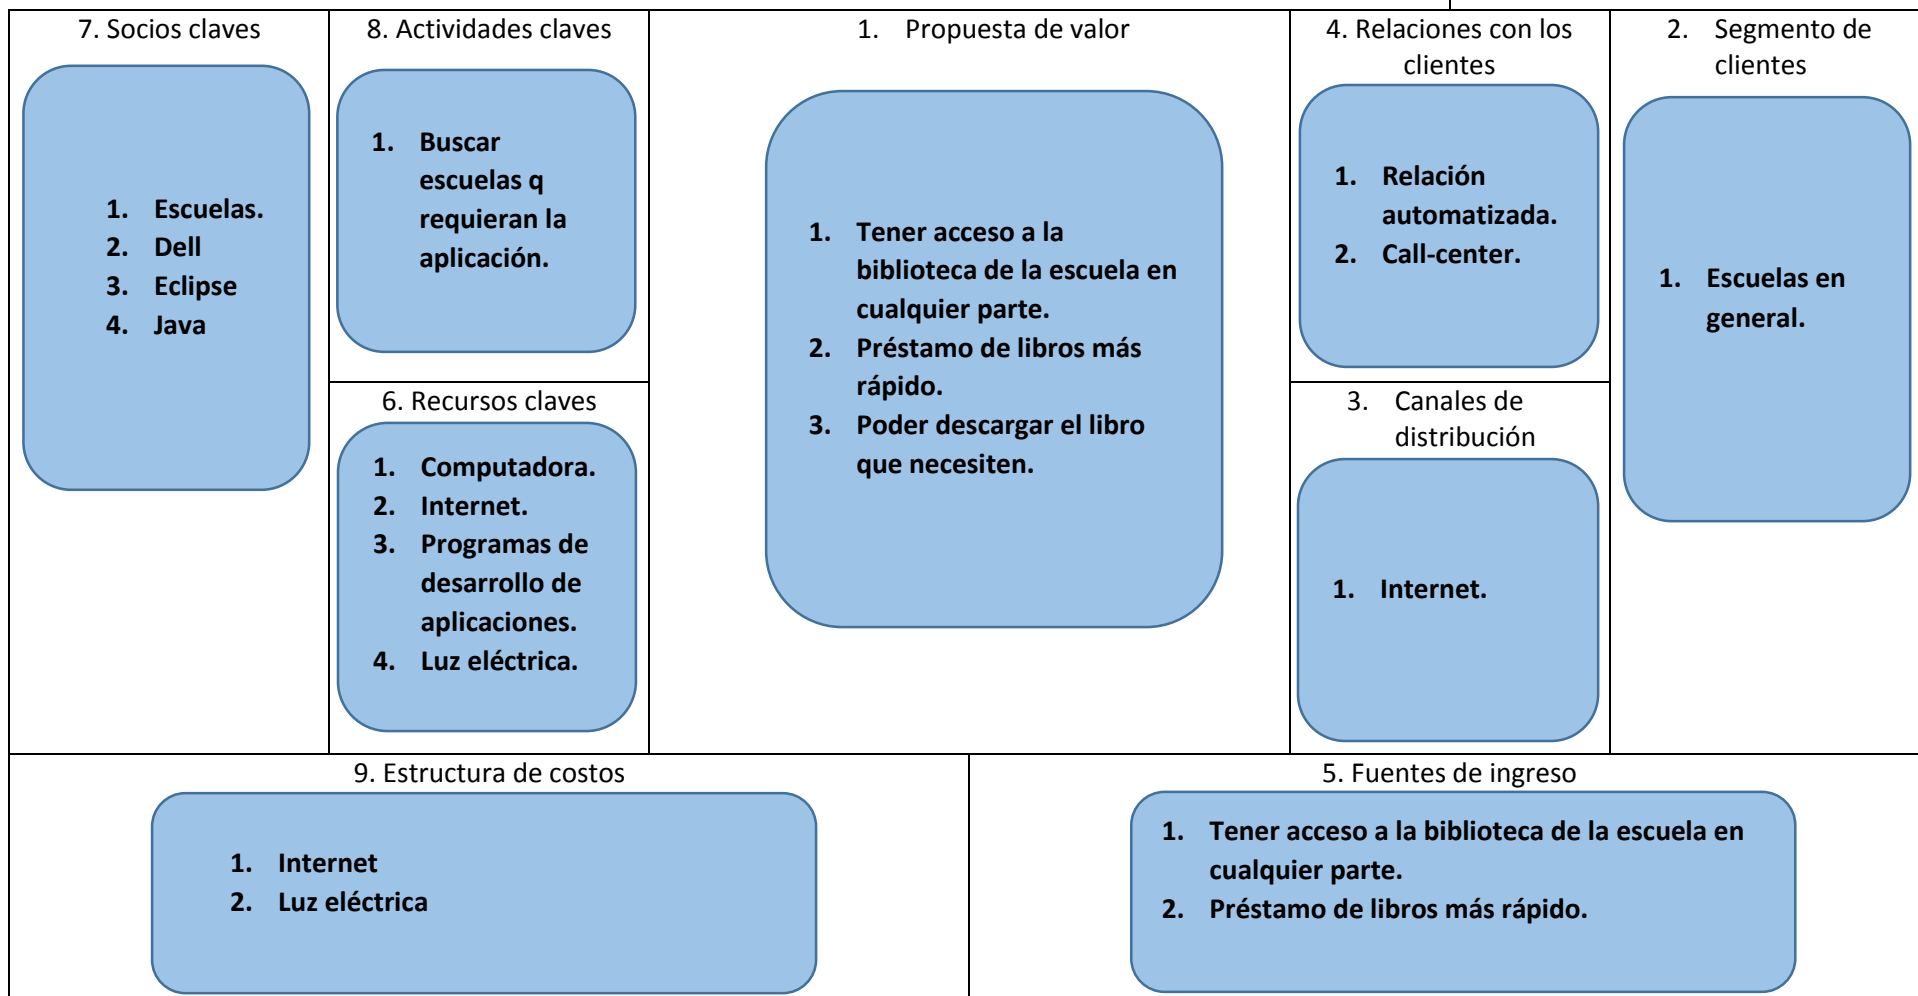 7. Socios claves
1. Escuelas.
2. Dell
3. Eclipse
4. Java
8. Actividades claves
1. Buscar
escuelas q
requieran la
aplicación.
6. Recursos claves
1. Computadora.
2. Internet.
3. Programas de
desarrollo de
aplicaciones.
4. Luz eléctrica.
1. Propuesta de valor
1. Tener acceso a la
biblioteca de la escuela en
cualquier parte.
2. Préstamo de libros más
rápido.
3. Poder descargar el libro
que necesiten.
4. Relaciones con los
clientes
1. Relación
automatizada.
2. Call-center.
3. Canales de
distribución
1. Internet.
2. Segmento de
clientes
1. Escuelas en
general.
9. Estructura de costos
1. Internet
2. Luz eléctrica
5. Fuentes de ingreso
1. Tener acceso a la biblioteca de la escuela en
cualquier parte.
2. Préstamo de libros más rápido.